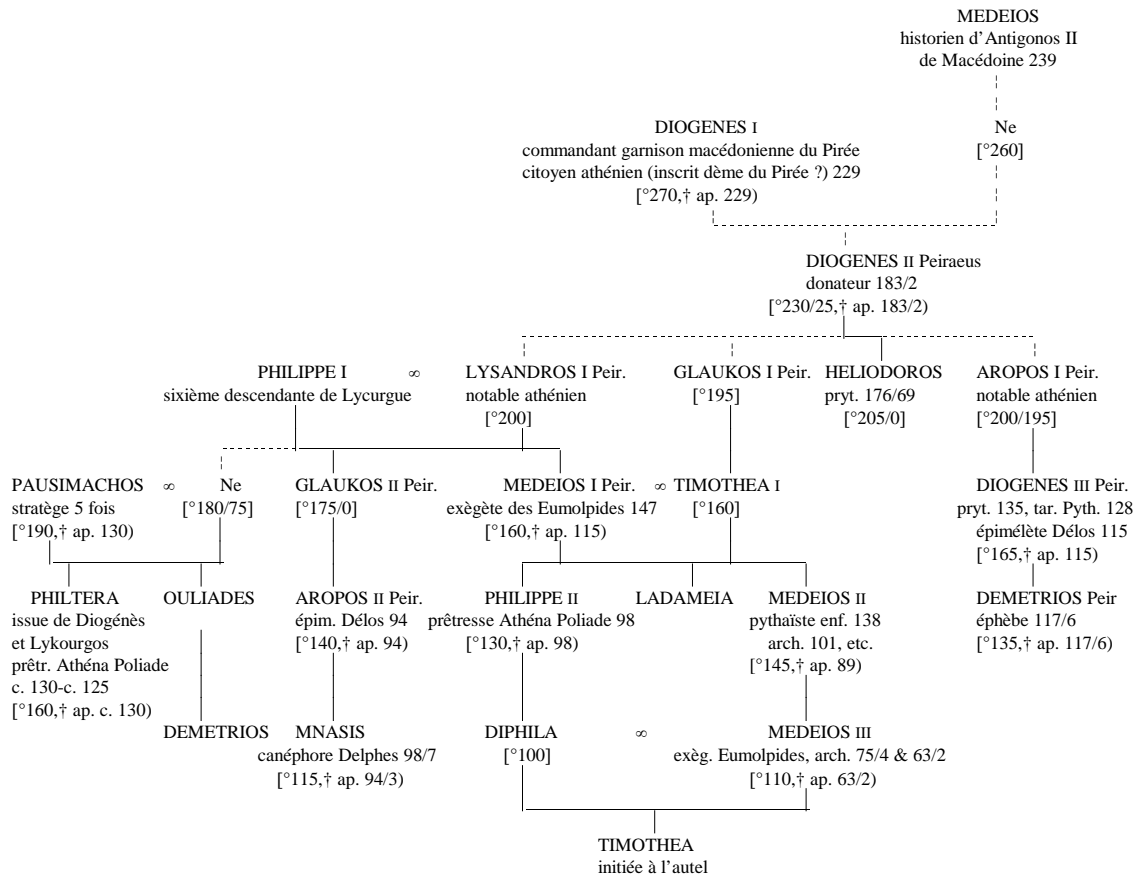 MEDEIOS
historien d'Antigonos II
de Macédoine 239
DIOGENES I
commandant garnison macédonienne du Pirée
citoyen athénien (inscrit dème du Pirée ?) 229
[°270,† ap. 229)
Ne
[°260]
DIOGENES II Peiraeus
donateur 183/2
[°230/25,† ap. 183/2)
PHILIPPE I
sixième descendante de Lycurgue
∞
LYSANDROS I Peir.
notable athénien
[°200]
GLAUKOS I Peir.
[°195]
HELIODOROS
pryt. 176/69
[°205/0]
AROPOS I Peir.
notable athénien
[°200/195]
PAUSIMACHOS
stratège 5 fois
[°190,† ap. 130)
∞
Ne
[°180/75]
GLAUKOS II Peir.
[°175/0]
MEDEIOS I Peir.
exègète des Eumolpides 147
[°160,† ap. 115)
∞
TIMOTHEA I
[°160]
DIOGENES III Peir.
pryt. 135, tar. Pyth. 128
épimélète Délos 115
[°165,† ap. 115)
PHILTERA
issue de Diogénès
et Lykourgos
prêtr. Athéna Poliade
c. 130-c. 125
[°160,† ap. c. 130)
OULIADES
AROPOS II Peir.
épim. Délos 94
[°140,† ap. 94)
PHILIPPE II
prêtresse Athéna Poliade 98
[°130,† ap. 98)
LADAMEIA
MEDEIOS II
pythaïste enf. 138
arch. 101, etc.
[°145,† ap. 89)
DEMETRIOS Peir
éphèbe 117/6
[°135,† ap. 117/6)
DEMETRIOS
MNASIS
canéphore Delphes 98/7
[°115,† ap. 94/3)
DIPHILA
[°100]
∞
MEDEIOS III
exèg. Eumolpides, arch. 75/4 & 63/2
[°110,† ap. 63/2)
TIMOTHEA
initiée à l'autel